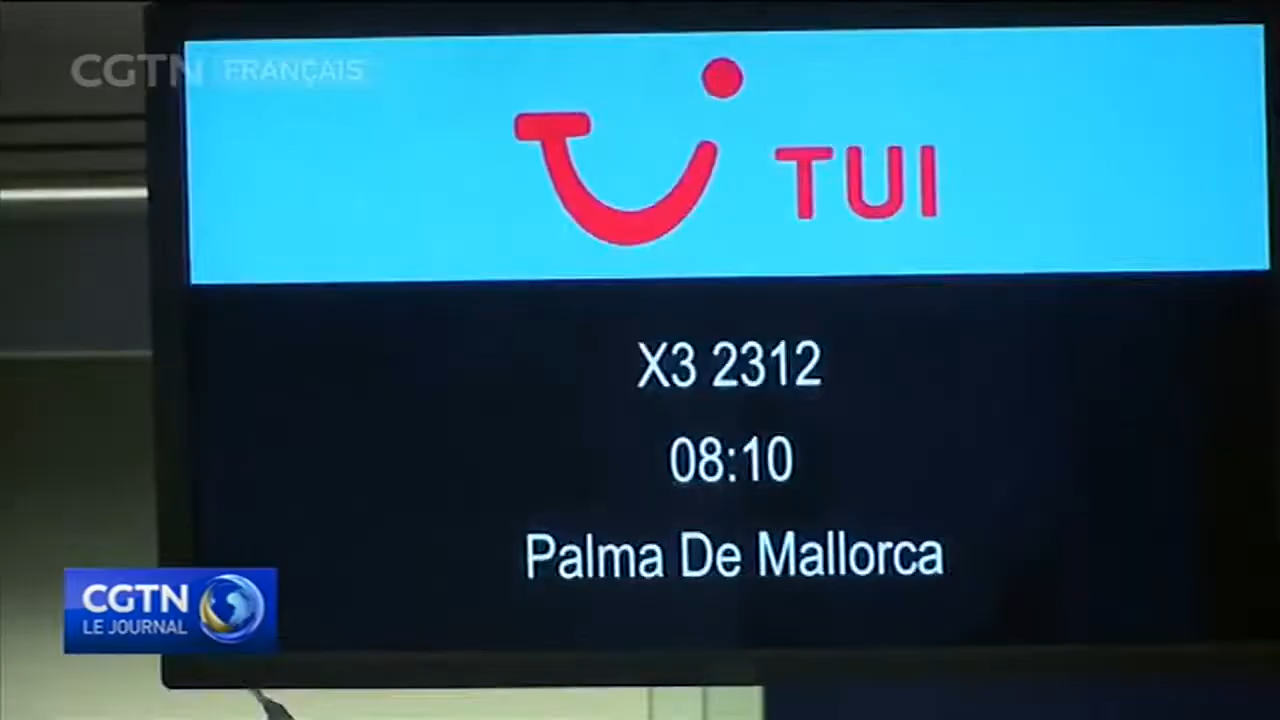 CGTN FRANÇAIS
TUI
X3 2312
08:10
Palma De Mallorca
CGTN
LE JOURNAL